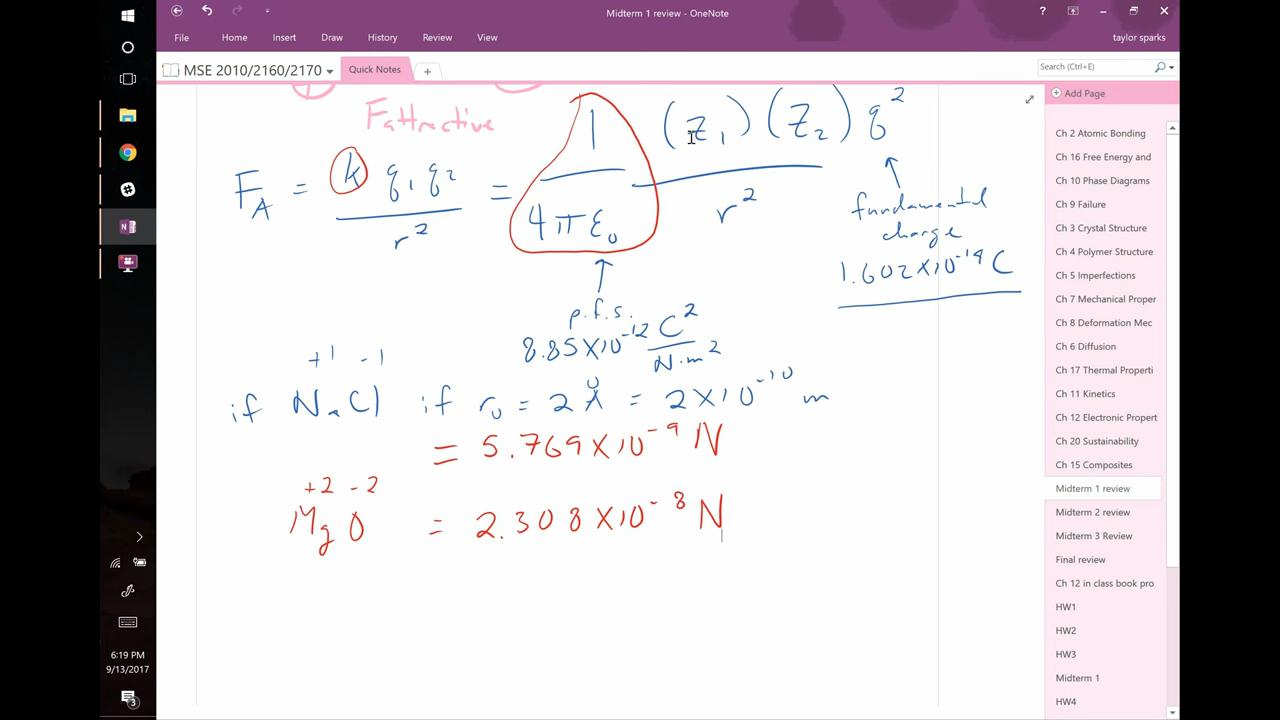 Midterm 1 review - OneNote
?
File Home Insert Draw History Review View
taylor sparks
MSE 2010/2160/2170
Quick Notes
+
Search (Ctrl+E)
Add Page
Ch 2 Atomic Bonding
Ch 16 Free Energy and
Ch 10 Phase Diagrams
Ch 9 Failure
Ch 3 Crystal Structure
Ch 4 Polymer Structure
Ch 5 Imperfections
Ch 7 Mechanical Proper
Ch 8 Deformation Mec
Ch 6 Diffusion
Ch 17 Thermal Properti
Ch 11 Kinetics
Ch 12 Electronic Propert
Ch 20 Sustainability
Ch 15 Composites
Midterm 1 review
Midterm 2 review
Midterm 3 Review
Final review
Ch 12 in class book pro
HW1
HW2
HW3
Midterm 1
HW4
Fattractive
F_A = k q₁q₂ / r² = 1 / 4πε₀ (Z₁)(Z₂) q² / r²
fundamental
charge
1.602×10⁻¹⁹ C
p.f.s.
8.85×10⁻¹² C² / N·m²
+1 -1
if NaCl if r₀ = 2 Å = 2×10⁻¹⁰ m
= 5.769×10⁻⁹ N
+2 -2
MgO = 2.308×10⁻⁸ N
6:19 PM
9/13/2017
3